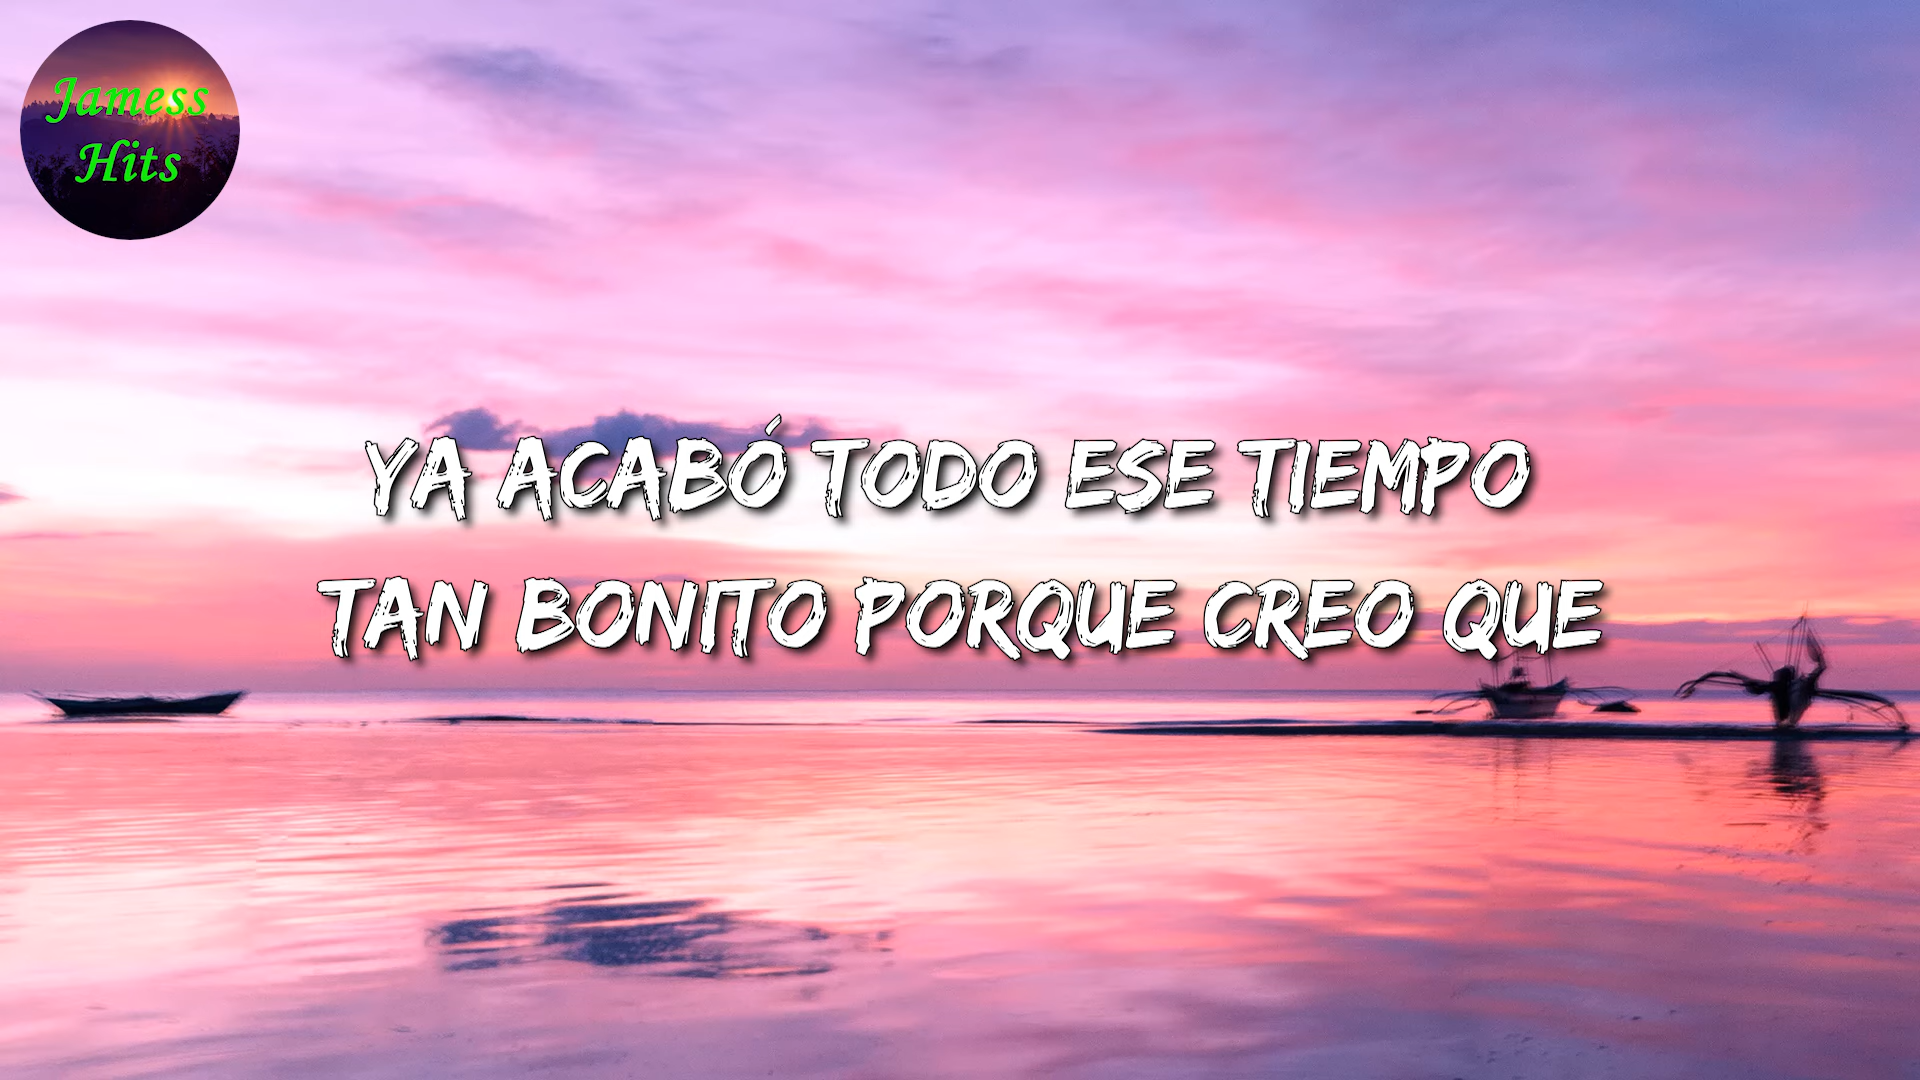 Jamess
Hits
YA ACABÓ TODO ESE TIEMPO
TAN BONITO PORQUE CREO QUE